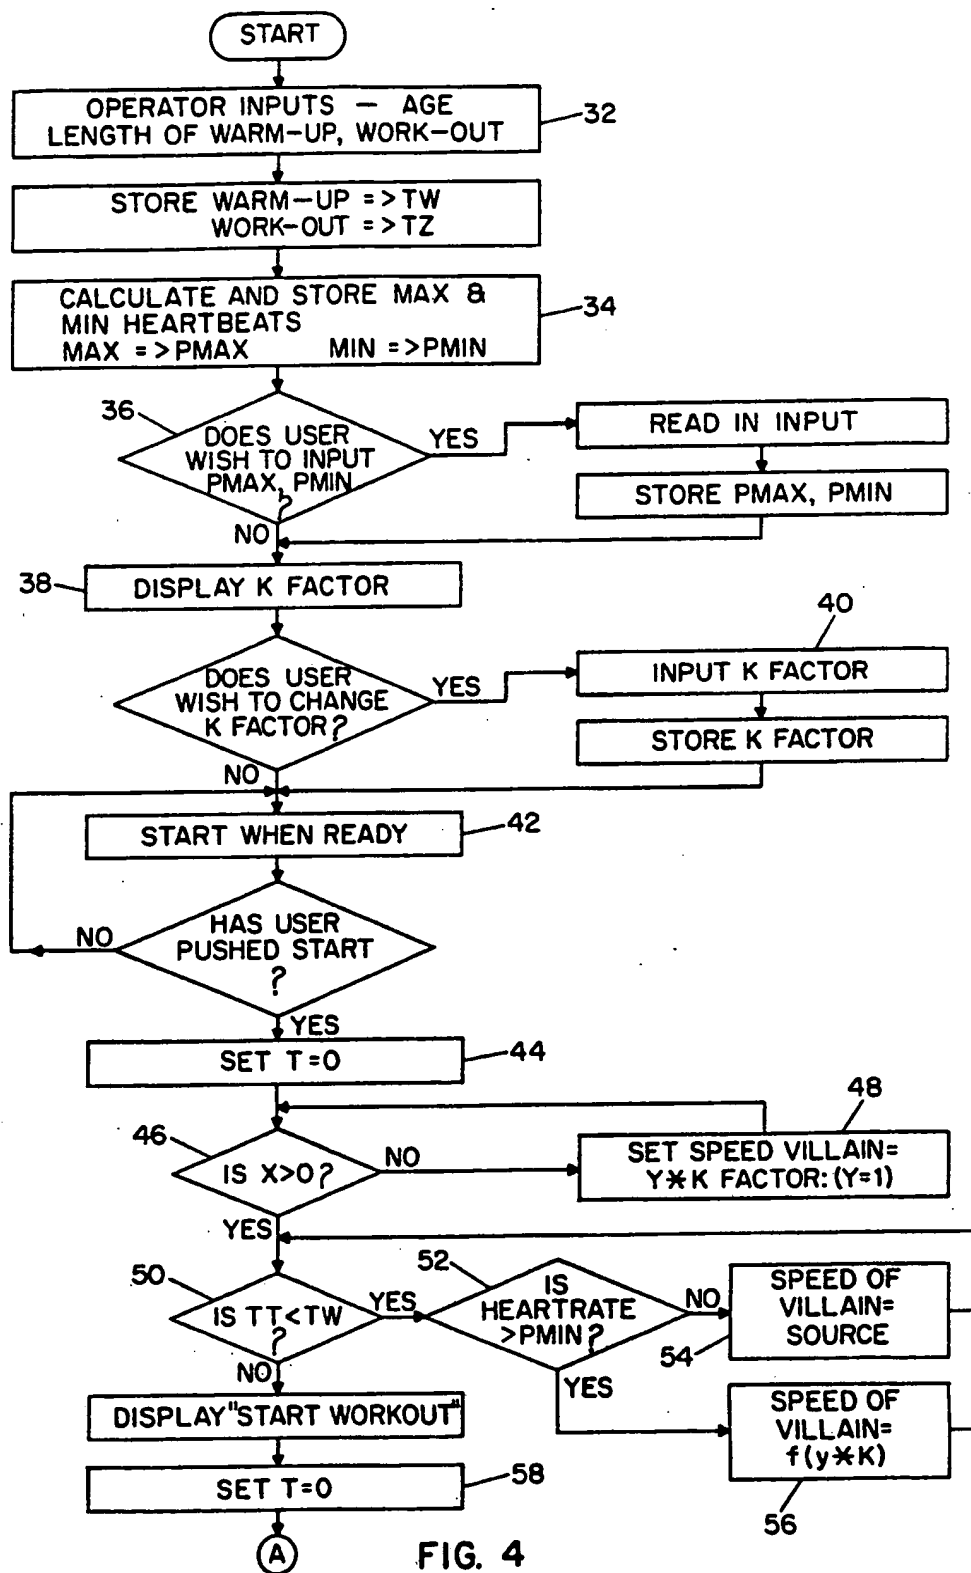 START
OPERATOR INPUTS — AGE
LENGTH OF WARM-UP, WORK-OUT
32
STORE WARM-UP =>TW
WORK-OUT =>TZ
CALCULATE AND STORE MAX &
MIN HEARTBEATS
MAX =>PMAX MIN =>PMIN
34
36
DOES USER
WISH TO INPUT
PMAX, PMIN
?
YES
NO
READ IN INPUT
STORE PMAX, PMIN
38
DISPLAY K FACTOR
DOES USER
WISH TO CHANGE
K FACTOR?
YES
NO
40
INPUT K FACTOR
STORE K FACTOR
START WHEN READY
42
HAS USER
PUSHED START
?
NO
YES
SET T=0
44
46
IS X>0?
NO
YES
48
SET SPEED VILLAIN=
Y*K FACTOR:(Y=1)
50
IS TT<TW
?
YES
NO
52
IS
HEARTRATE
>PMIN?
NO
YES
SPEED OF
VILLAIN=
SOURCE
54
SPEED OF
VILLAIN=
f(y*K)
56
DISPLAY"START WORKOUT"
SET T=0
58
A
FIG. 4